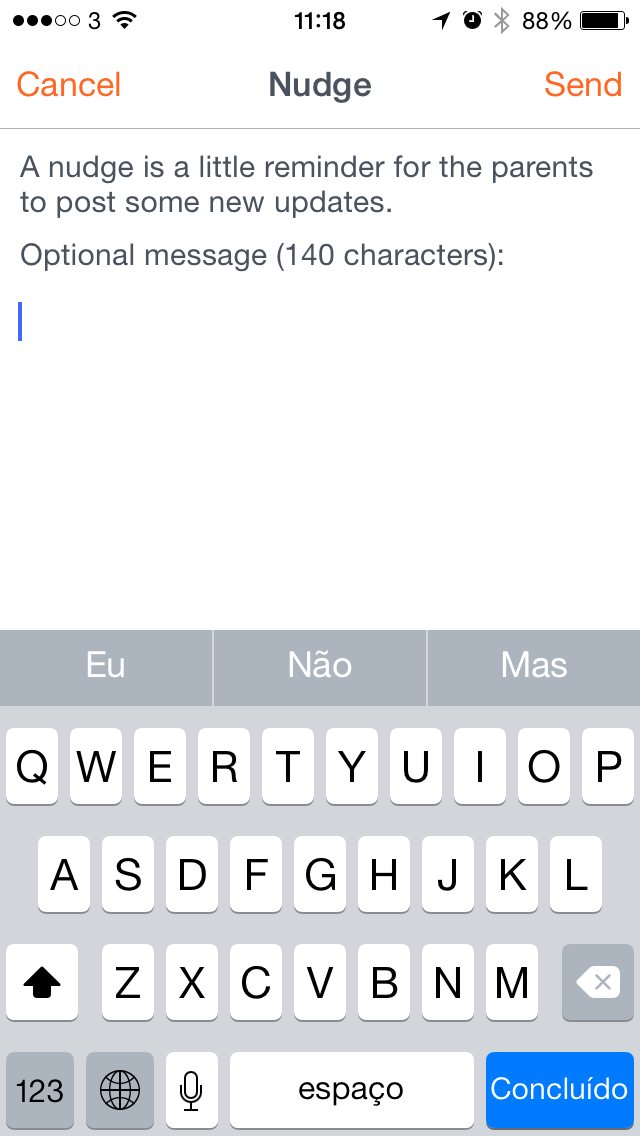 3 11:18 88%
Cancel Nudge Send
A nudge is a little reminder for the parents
to post some new updates.
Optional message (140 characters):
Eu Não Mas
Q W E R T Y U I O P
A S D F G H J K L
Z X C V B N M
123 espaço Concluído